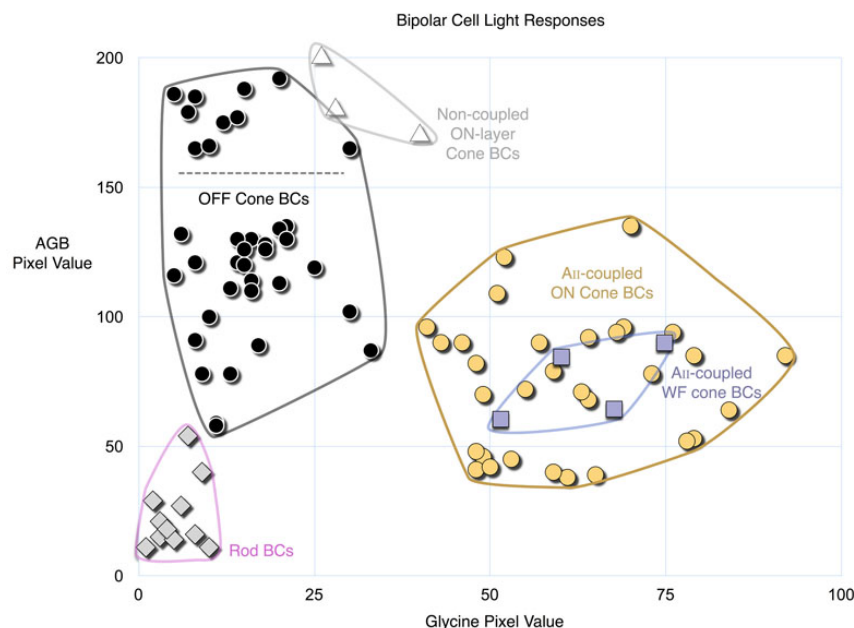 Bipolar Cell Light Responses
200
150
100
50
0
AGB
Pixel Value
Non-coupled
ON-layer
Cone BCs
OFF Cone BCs
AII-coupled
ON Cone BCs
AII-coupled
WF cone BCs
Rod BCs
0
25
50
75
100
Glycine Pixel Value